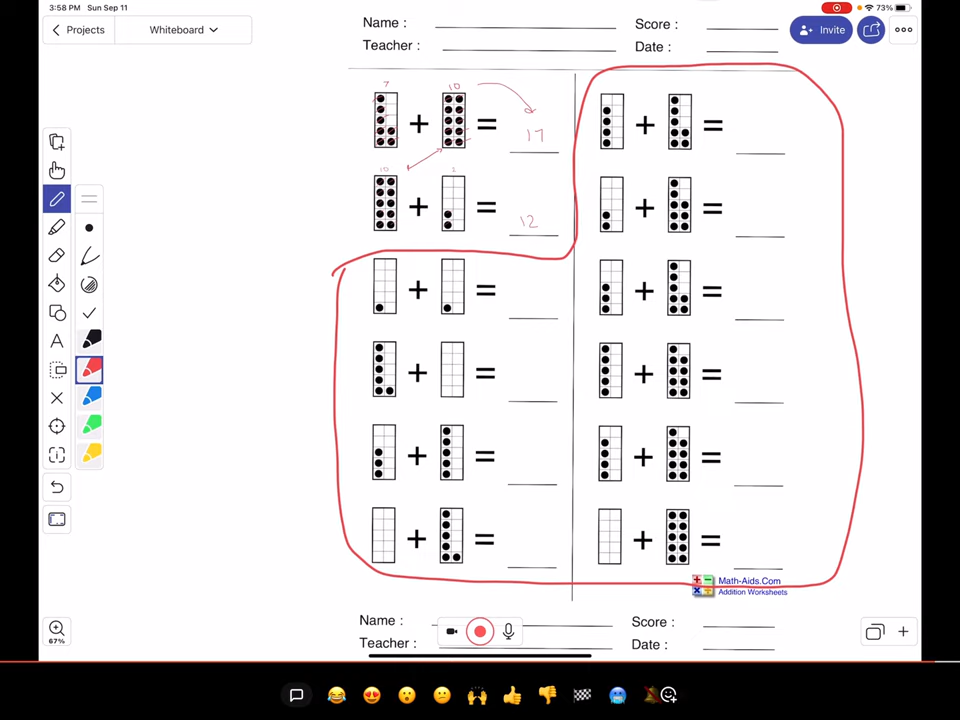 3:58 PM Sun Sep 11
73%
Projects
Whiteboard
Invite
Name :
Score :
Teacher :
Date :
7
10
+
=
17
10
2
+
=
12
+
=
+
=
+
=
+
=
+
=
+
=
+
=
+
=
+
=
+
=
Math-Aids.Com
Addition Worksheets
Name :
Score :
Teacher :
Date :
A
67%